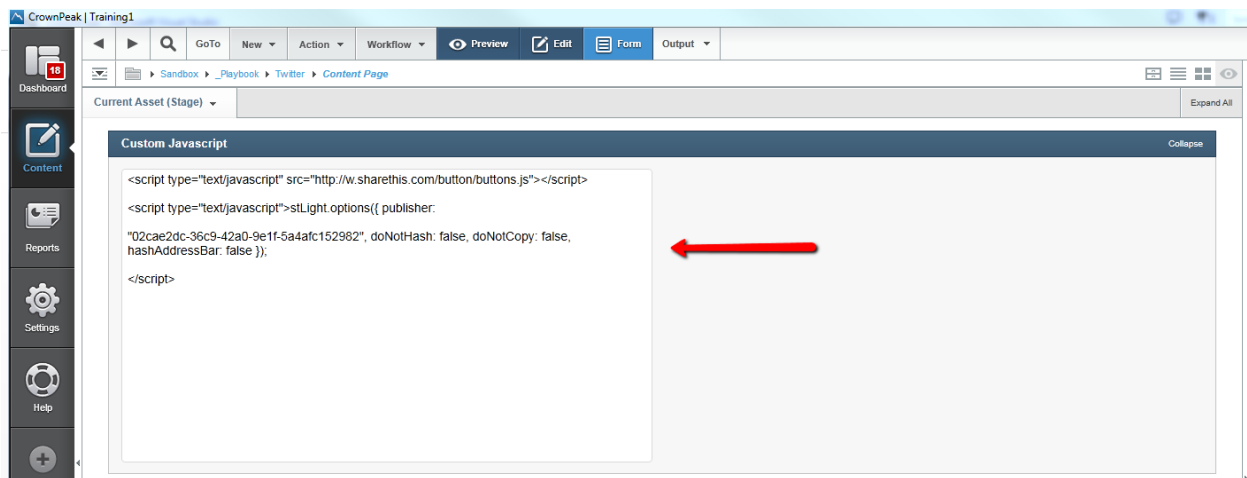 CrownPeak | Training1
GoTo New Action Workflow Preview Edit Form Output
18
Dashboard
Sandbox _Playbook Twitter Content Page
Current Asset (Stage) Expand All
Custom Javascript Collapse
Content
<script type="text/javascript" src="http://w.sharethis.com/button/buttons.js"></script>
<script type="text/javascript">stLight.options({ publisher:
"02cae2dc-36c9-42a0-9e1f-5a4afc152982", doNotHash: false, doNotCopy: false,
hashAddressBar: false });
</script>
Reports
Settings
Help